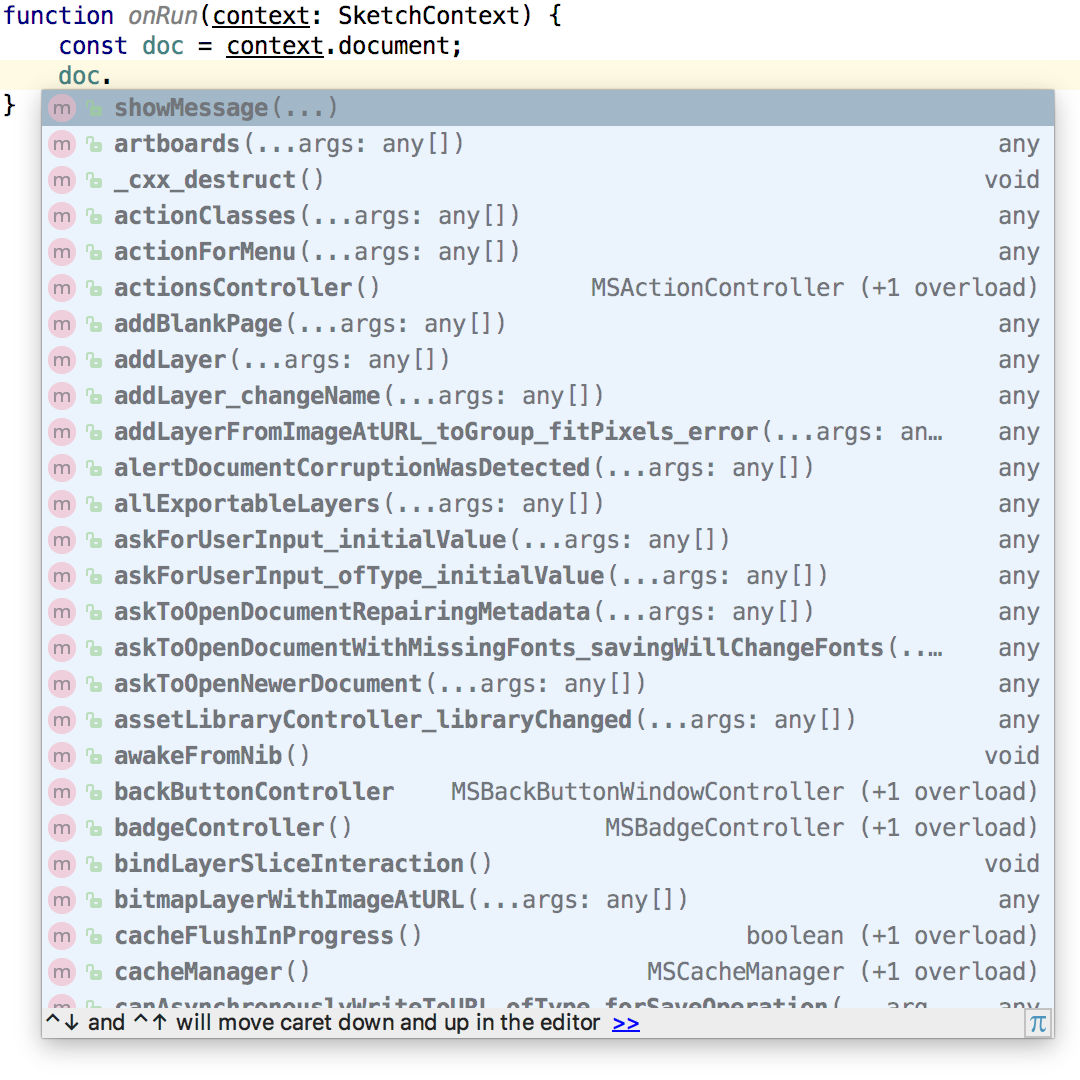 function onRun(context: SketchContext) {
    const doc = context.document;
    doc.
}
m showMessage(...)
m artboards(...args: any[]) any
m _cxx_destruct() void
m actionClasses(...args: any[]) any
m actionForMenu(...args: any[]) any
m actionsController() MSActionController (+1 overload)
m addBlankPage(...args: any[]) any
m addLayer(...args: any[]) any
m addLayer_changeName(...args: any[]) any
m addLayerFromImageAtURL_toGroup_fitPixels_error(...args: an… any
m alertDocumentCorruptionWasDetected(...args: any[]) any
m allExportableLayers(...args: any[]) any
m askForUserInput_initialValue(...args: any[]) any
m askForUserInput_ofType_initialValue(...args: any[]) any
m askToOpenDocumentRepairingMetadata(...args: any[]) any
m askToOpenDocumentWithMissingFonts_savingWillChangeFonts(..… any
m askToOpenNewerDocument(...args: any[]) any
m assetLibraryController_libraryChanged(...args: any[]) any
m awakeFromNib() void
m backButtonController MSBackButtonWindowController (+1 overload)
m badgeController() MSBadgeController (+1 overload)
m bindLayerSliceInteraction() void
m bitmapLayerWithImageAtURL(...args: any[]) any
m cacheFlushInProgress() boolean (+1 overload)
m cacheManager() MSCacheManager (+1 overload)
m canAsynchronouslyWriteToURL_ofType_forSaveOperation(...arg… any
^↓ and ^↑ will move caret down and up in the editor >> π